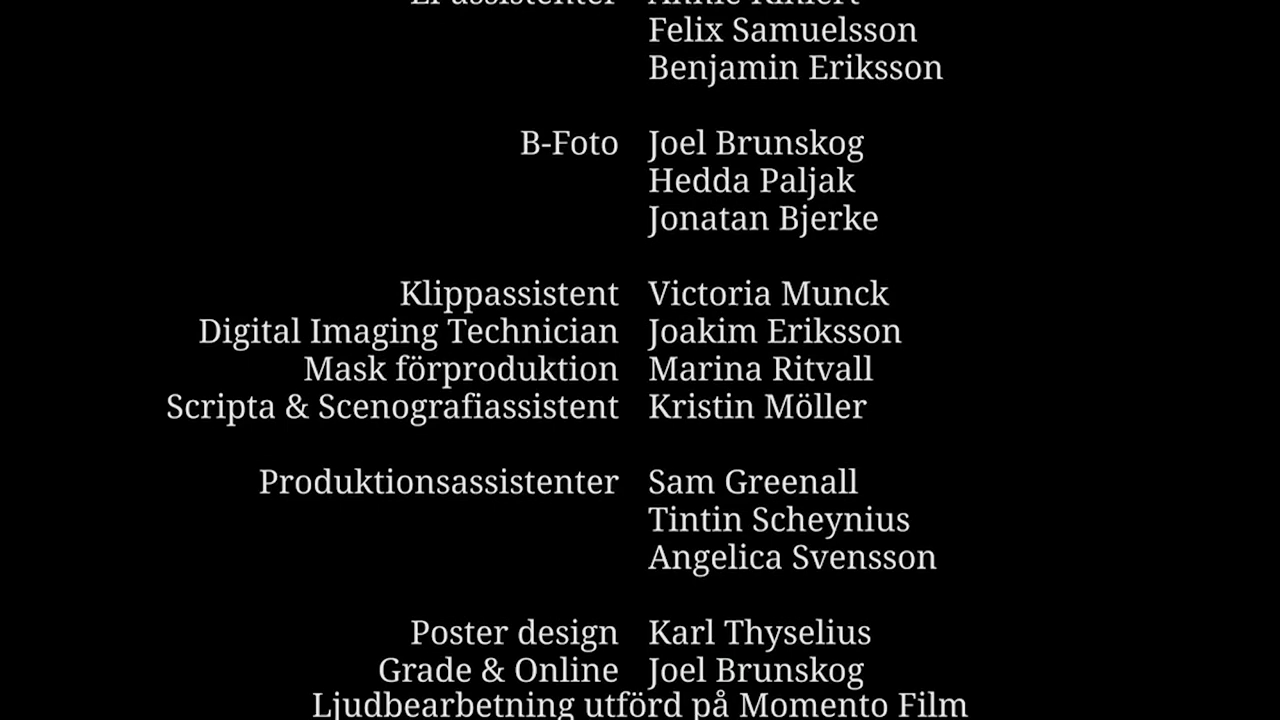 Felix Samuelsson
Benjamin Eriksson
B-Foto Joel Brunskog
Hedda Paljak
Jonatan Bjerke
Klippassistent Victoria Munck
Digital Imaging Technician Joakim Eriksson
Mask förproduktion Marina Ritvall
Scripta & Scenografiassistent Kristin Möller
Produktionsassistenter Sam Greenall
Tintin Scheynius
Angelica Svensson
Poster design Karl Thyselius
Grade & Online Joel Brunskog
Ljudbearbetning utförd på Momento Film